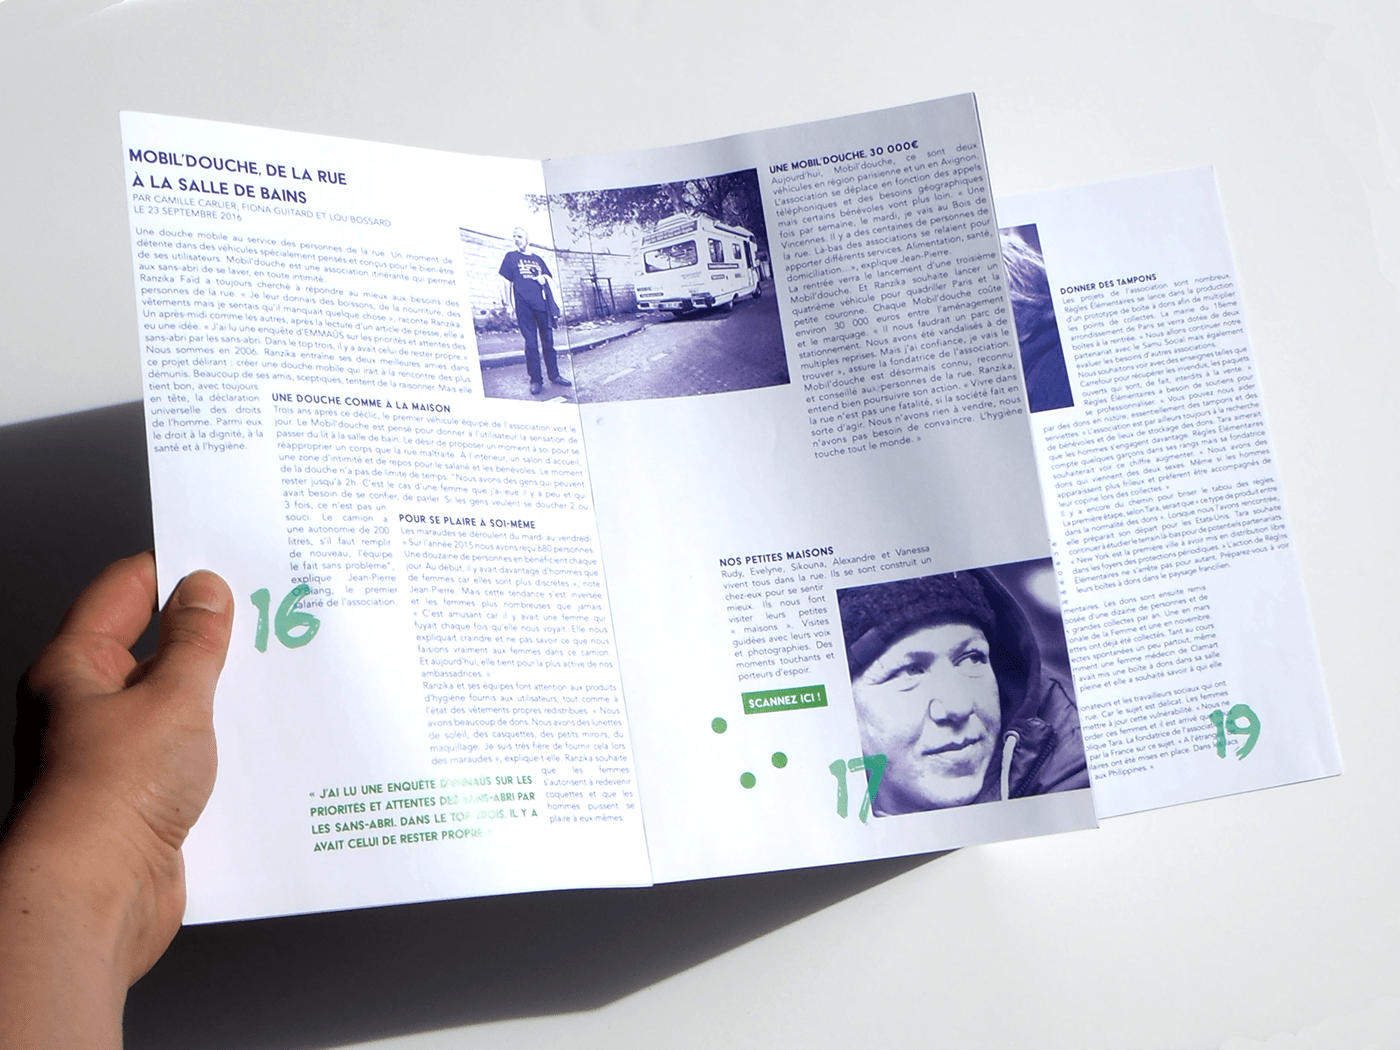 MOBIL'DOUCHE, DE LA RUE
À LA SALLE DE BAINS
PAR CAMILLE CARLIER, FIONA GUITARD ET LOU BOSSARD
LE 23 SEPTEMBRE 2016
Une douche mobile au service des personnes de la rue. Un moment de
détente dans des véhicules spécialement pensés et conçus pour le bien-être
de ses utilisateurs. Mobil'douche est une association itinérante qui permet
aux sans-abri de se laver, en toute intimité.
Ranzika Faïd a toujours cherché à répondre au mieux aux besoins des
personnes de la rue. « Je leur donnais des boissons, de la nourriture, des
vêtements mais je sentais qu'il manquait quelque chose », raconte Ranzika.
Un après-midi comme les autres, après la lecture d'un article de presse, elle a
eu une idée. « J'ai lu une enquête d'EMMAÜS sur les priorités et attentes des
sans-abri par les sans-abri. Dans le top trois, il y a avait celui de rester propre. »
Nous sommes en 2006. Ranzika entraîne ses deux meilleures amies dans
ce projet délirant : créer une douche mobile qui irait à la rencontre des plus
démunis. Beaucoup de ses amis, sceptiques, tentent de la raisonner. Mais elle
tient bon, avec toujours
en tête, la déclaration
universelle des droits
de l'homme. Parmi eux
le droit à la dignité, à la
santé et à l'hygiène.
UNE DOUCHE COMME À LA MAISON
Trois ans après ce déclic, le premier véhicule équipé de l'association voit le
jour. Le Mobil'douche est pensé pour donner à l'utilisateur la sensation de
passer du lit à la salle de bain. Le désir de proposer un moment à soi pour se
réapproprier un corps que la rue maltraite. A l'intérieur, un salon d'accueil,
une zone d'intimité et de repos pour le salarié et les bénévoles. Le moment
de la douche n'a pas de limite de temps. "Nous avons des gens qui peuvent
rester jusqu'à 2h. C'est le cas d'une femme que j'ai eue il y a peu et qui
avait besoin de se confier, de parler. Si les gens veulent se doucher 2 ou
3 fois, ce n'est pas un
souci. Le camion a
une autonomie de 200
litres, s'il faut remplir
de nouveau, l'équipe
le fait sans problème",
explique Jean-Pierre
O'Biang, le premier
salarié de l'association.
POUR SE PLAIRE À SOI-MÊME
Les maraudes se déroulent du mardi au vendredi.
« Sur l'année 2015 nous avons reçu 680 personnes.
Une douzaine de personnes en bénéficient chaque
jour. Au début, il y avait davantage d'hommes que
de femmes car elles sont plus discrètes », note
Jean-Pierre. Mais cette tendance s'est inversée
et les femmes plus nombreuses que jamais.
« C'est amusant car il y avait une femme qui
fuyait chaque fois qu'elle nous voyait. Elle nous
expliquait craindre et ne pas savoir ce que nous
faisions vraiment aux femmes dans ce camion.
Et aujourd'hui, elle tient pour la plus active de nos
ambassadrices. »
Ranzika et ses équipes font attention aux produits
d'hygiène fournis aux utilisateurs, tout comme à
l'état des vêtements propres redistribués. « Nous
avons beaucoup de dons. Nous avons des lunettes
de soleil, des casquettes, des petits miroirs, du
maquillage. Je suis très fière de fournir cela lors
des maraudes », explique-t-elle. Ranzika souhaite
que les femmes
s'autorisent à redevenir
coquettes et que les
hommes puissent se
plaire à eux-mêmes.
« J'AI LU UNE ENQUÊTE D'EMMAÜS SUR LES
PRIORITÉS ET ATTENTES DES SANS-ABRI PAR
LES SANS-ABRI. DANS LE TOP TROIS, IL Y A
AVAIT CELUI DE RESTER PROPRE. »
16
UNE MOBIL'DOUCHE, 30 000€
Aujourd'hui, Mobil'douche, ce sont deux
véhicules en région parisienne et un en Avignon.
L'association se déplace en fonction des appels
téléphoniques et des besoins géographiques
mais certains bénévoles vont plus loin. « Une
fois par semaine, le mardi, je vais au Bois de
Vincennes. Il y a des centaines de personnes de
la rue. Là-bas des associations se relaient pour
apporter différents services. Alimentation, santé,
domiciliation... », explique Jean-Pierre.
La rentrée verra le lancement d'une troisième
Mobil'douche. Et Ranzika souhaite lancer un
quatrième véhicule pour quadriller Paris et la
petite couronne. Chaque Mobil'douche coûte
environ 30 000 euros entre l'aménagement
et le marquage. « Il nous faudrait un parc de
stationnement. Nous avons été vandalisés à de
multiples reprises. Mais j'ai confiance, je vais le
trouver », assure la fondatrice de l'association.
Mobil'douche est désormais connu, reconnu
et conseillé aux personnes de la rue. Ranzika,
entend bien poursuivre son action. « Vivre dans
la rue n'est pas une fatalité, si la société fait en
sorte d'agir. Nous n'avons rien à vendre, nous
n'avons pas besoin de convaincre. L'hygiène
touche tout le monde. »
NOS PETITES MAISONS
Rudy, Evelyne, Sikouna, Alexandre et Vanessa
vivent tous dans la rue. Ils se sont construit un
chez-eux pour se sentir
mieux. Ils nous font
visiter leurs petites
« maisons ». Visites
guidées avec leurs voix
et photographies. Des
moments touchants et
porteurs d'espoir.
SCANNEZ ICI !
17
DONNER DES TAMPONS
Les projets de l'association sont nombreux.
Règles Élémentaires se lance dans la production
d'un prototype de boîte à dons afin de multiplier
les points de collectes. La mairie du 18ème
arrondissement de Paris se verra dotée de deux
boîtes à la rentrée. « Nous allons continuer notre
partenariat avec le Samu Social mais également
éveiller les besoins d'autres associations.
Nous souhaitons voir avec des enseignes telles que
Carrefour pour récupérer les invendus, les paquets
ouverts qui sont, de fait, interdits à la vente. »
Règles Élémentaires a besoin de soutiens pour
se professionnaliser. « Vous pouvez nous aider
par des dons en nature, essentiellement des tampons et des
serviettes. » L'association est par ailleurs toujours à la recherche
de bénévoles et de lieux de stockage des dons. Tara aimerait
que les hommes s'engagent davantage. Règles Élémentaires
compte quelques garçons dans ses rangs mais sa fondatrice
souhaiterait voir ce chiffre augmenter. « Nous avons des
dons qui viennent des deux sexes. Même si les hommes
apparaissent plus frileux et préfèrent être accompagnés de
leur copine lors des collectes. »
Il y a encore du chemin pour briser le tabou des règles.
La première étape, selon Tara, serait que « ce type de produit entre
dans la normalité des dons ». Lorsque nous l'avons rencontrée,
elle préparait son départ pour les États-Unis. Tara souhaite
continuer à étudier le terrain là-bas pour de potentiels partenariats.
« New York est la première ville à avoir mis en distribution libre
dans les foyers des protections périodiques. » L'action de Règles
Élémentaires ne s'arrête pas pour autant. Préparez-vous à voir
leurs boîtes à dons dans le paysage francilien.
mentaires. Les dons sont ensuite remis
posée d'une dizaine de personnes et de
grandes collectes par an. Une en mars
onale de la Femme et une en novembre.
ettes ont déjà été collectés. Tant au cours
ectes spontanées un peu partout, même
mment une femme médecin de Clamart
avait mis une boîte à dons dans sa salle
pleine et elle a souhaité savoir à qui elle
onateurs et les travailleurs sociaux qui ont
rue. Car le sujet est délicat. Les femmes
mettre à jour cette vulnérabilité. « Nous ne
order ces femmes et il est arrivé
plique Tara. La fondatrice de l'association
par la France sur ce sujet. « A l'étranger
laires ont été mises en place. Dans les lacs
aux Philippines. »
19